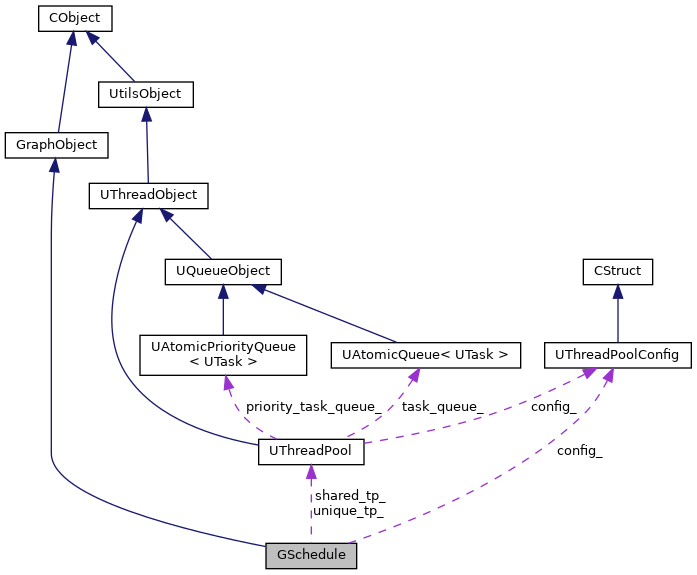 CObject
UtilsObject
GraphObject
UThreadObject
UQueueObject
CStruct
UAtomicPriorityQueue
< UTask >
UAtomicQueue< UTask >
UThreadPoolConfig
priority_task_queue_
task_queue_
config_
UThreadPool
config_
shared_tp_
unique_tp_
GSchedule